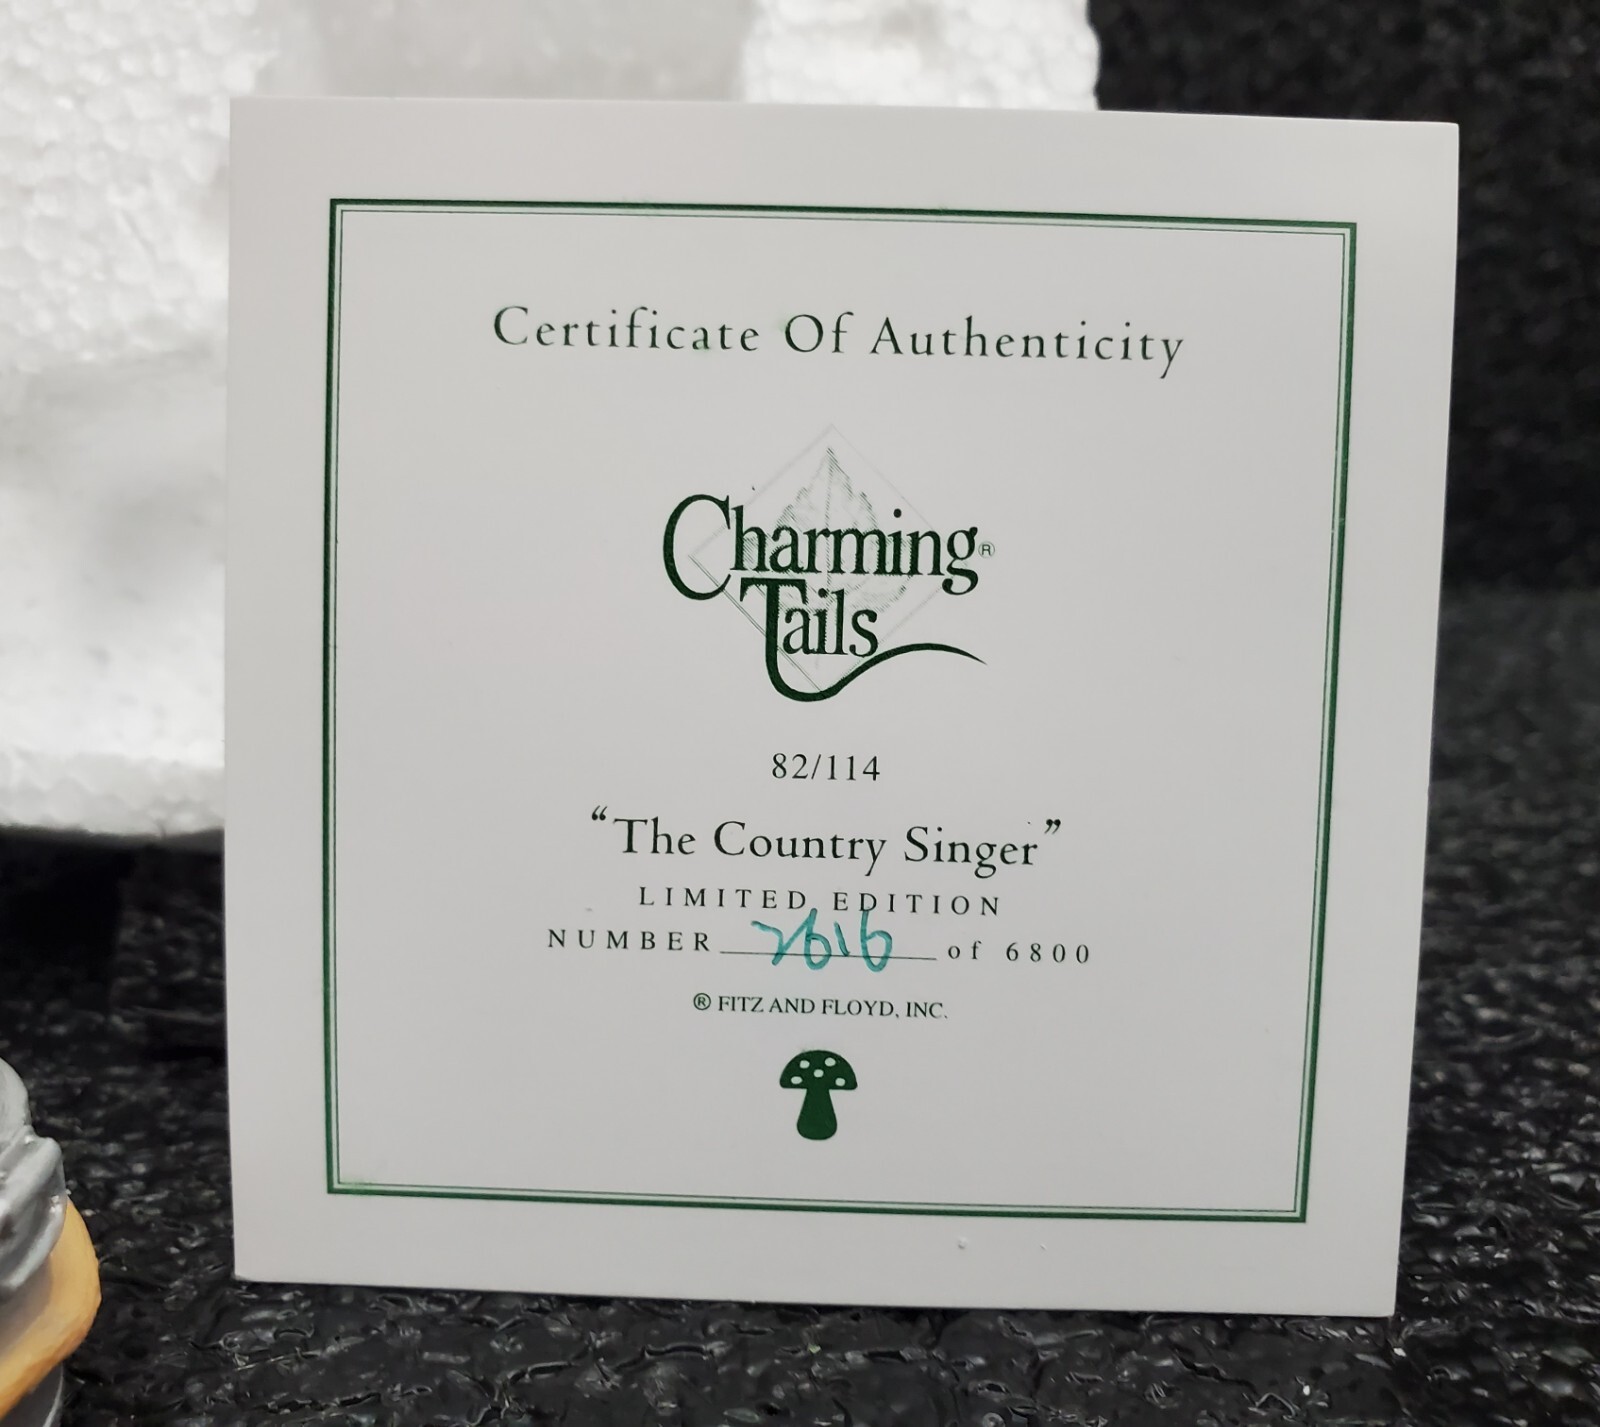 Certificate Of Authenticity
Charming®
Tails
82/114
“The Country Singer”
LIMITED EDITION
NUMBER 2616 of 6800
® FITZ AND FLOYD, INC.